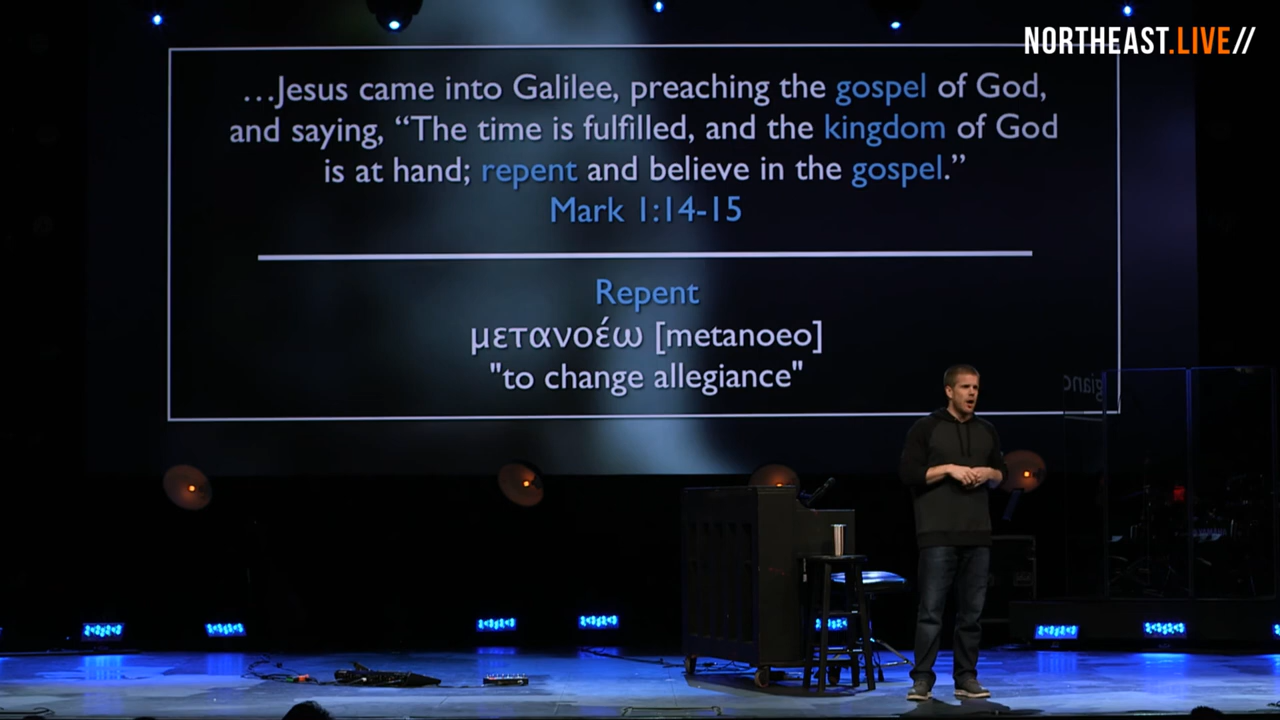 NORTHEAST.LIVE//
…Jesus came into Galilee, preaching the gospel of God,
and saying, “The time is fulfilled, and the kingdom of God
is at hand; repent and believe in the gospel.”
Mark 1:14-15
Repent
μετανοέω [metanoeo]
"to change allegiance"